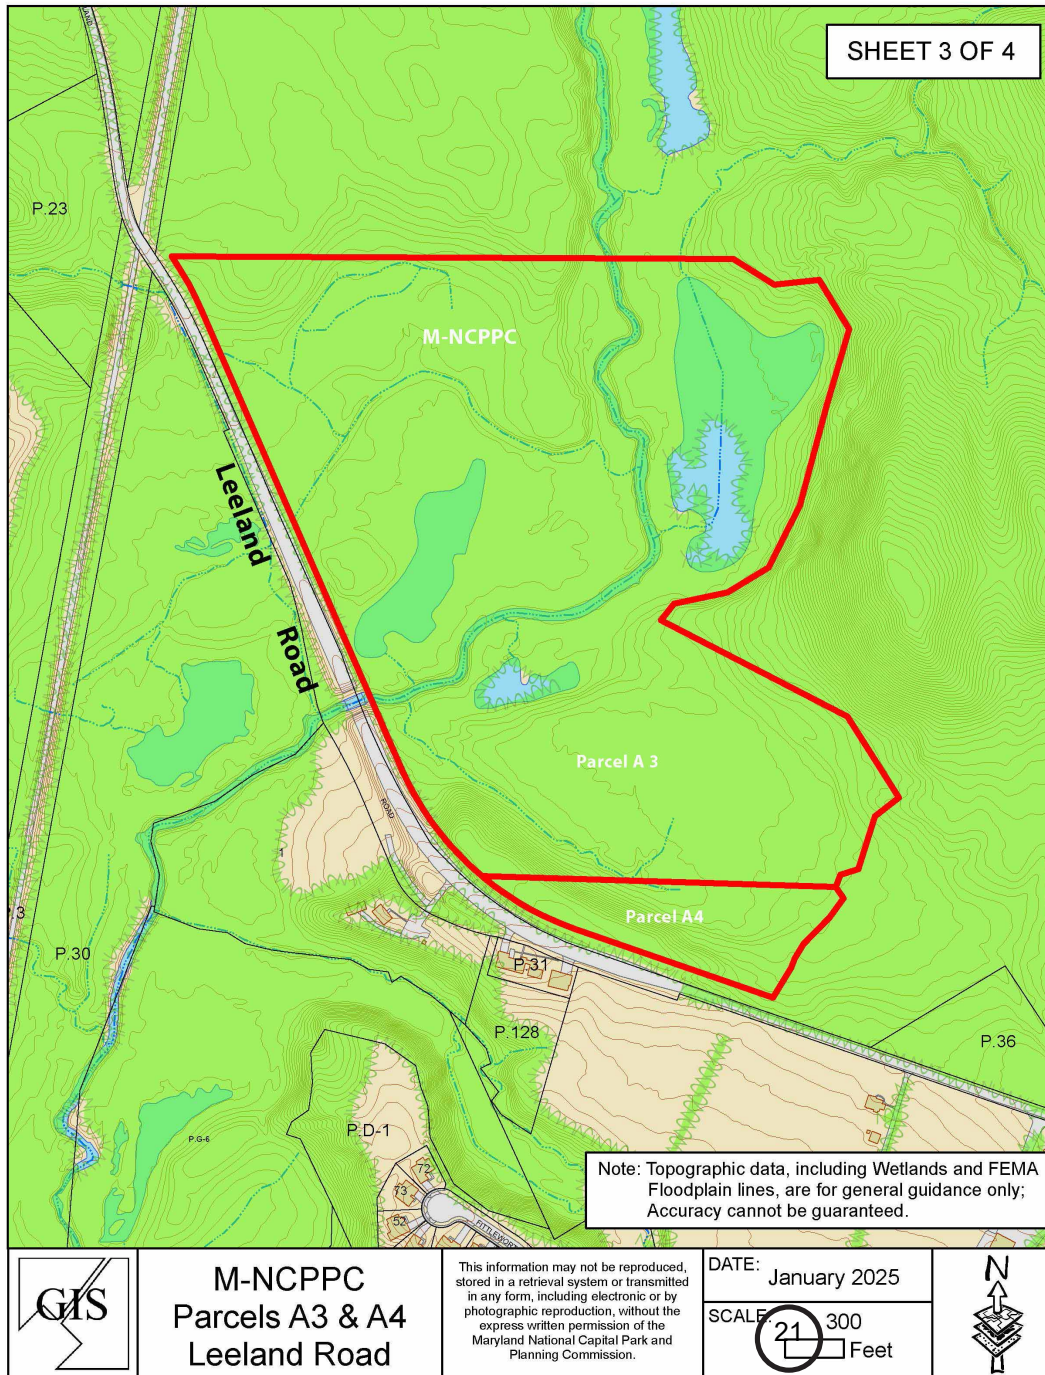 SHEET 3 OF 4
LAND
P.23
M-NCPPC
Leeland
Road
Parcel A 3
ROAD
1
Parcel A4
P.3
P.30
P.31
P.128
P.36
P.D-1
P.G-6
72
73
52
Note: Topographic data, including Wetlands and FEMA
Floodplain lines, are for general guidance only;
Accuracy cannot be guaranteed.
GIS
M-NCPPC
Parcels A3 & A4
Leeland Road
This information may not be reproduced,
stored in a retrieval system or transmitted
in any form, including electronic or by
photographic reproduction, without the
express written permission of the
Maryland National Capital Park and
Planning Commission.
DATE:
January 2025
SCALE:
21
300
Feet
N